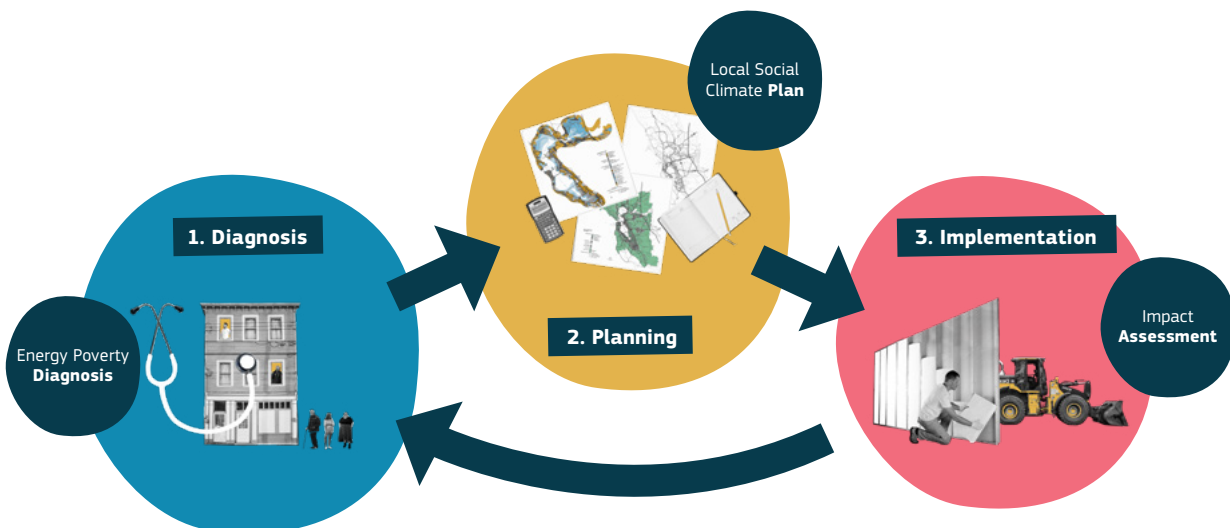 Local Social
Climate Plan
1. Diagnosis
3. Implementation
Energy Poverty
Diagnosis
2. Planning
Impact
Assessment